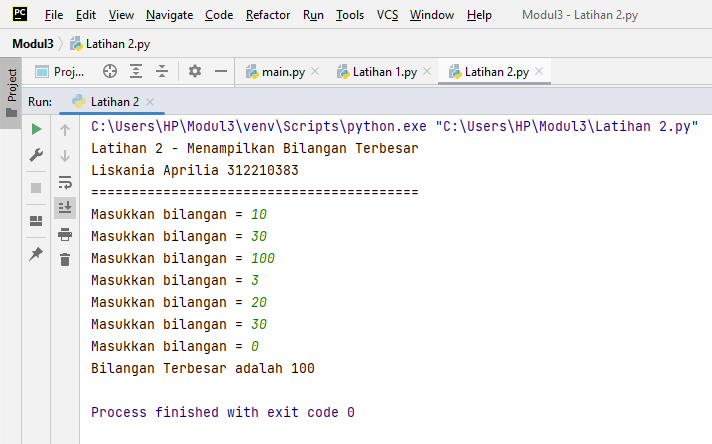 PC File Edit View Navigate Code Refactor Run Tools VCS Window Help Modul3 - Latihan 2.py
Modul3 Latihan 2.py
Project
Proj... main.py Latihan 1.py Latihan 2.py
Run: Latihan 2
C:\Users\HP\Modul3\venv\Scripts\python.exe "C:\Users\HP\Modul3\Latihan 2.py"
Latihan 2 - Menampilkan Bilangan Terbesar
Liskania Aprilia 312210383
=========================================
Masukkan bilangan = 10
Masukkan bilangan = 30
Masukkan bilangan = 100
Masukkan bilangan = 3
Masukkan bilangan = 20
Masukkan bilangan = 30
Masukkan bilangan = 0
Bilangan Terbesar adalah 100
Process finished with exit code 0